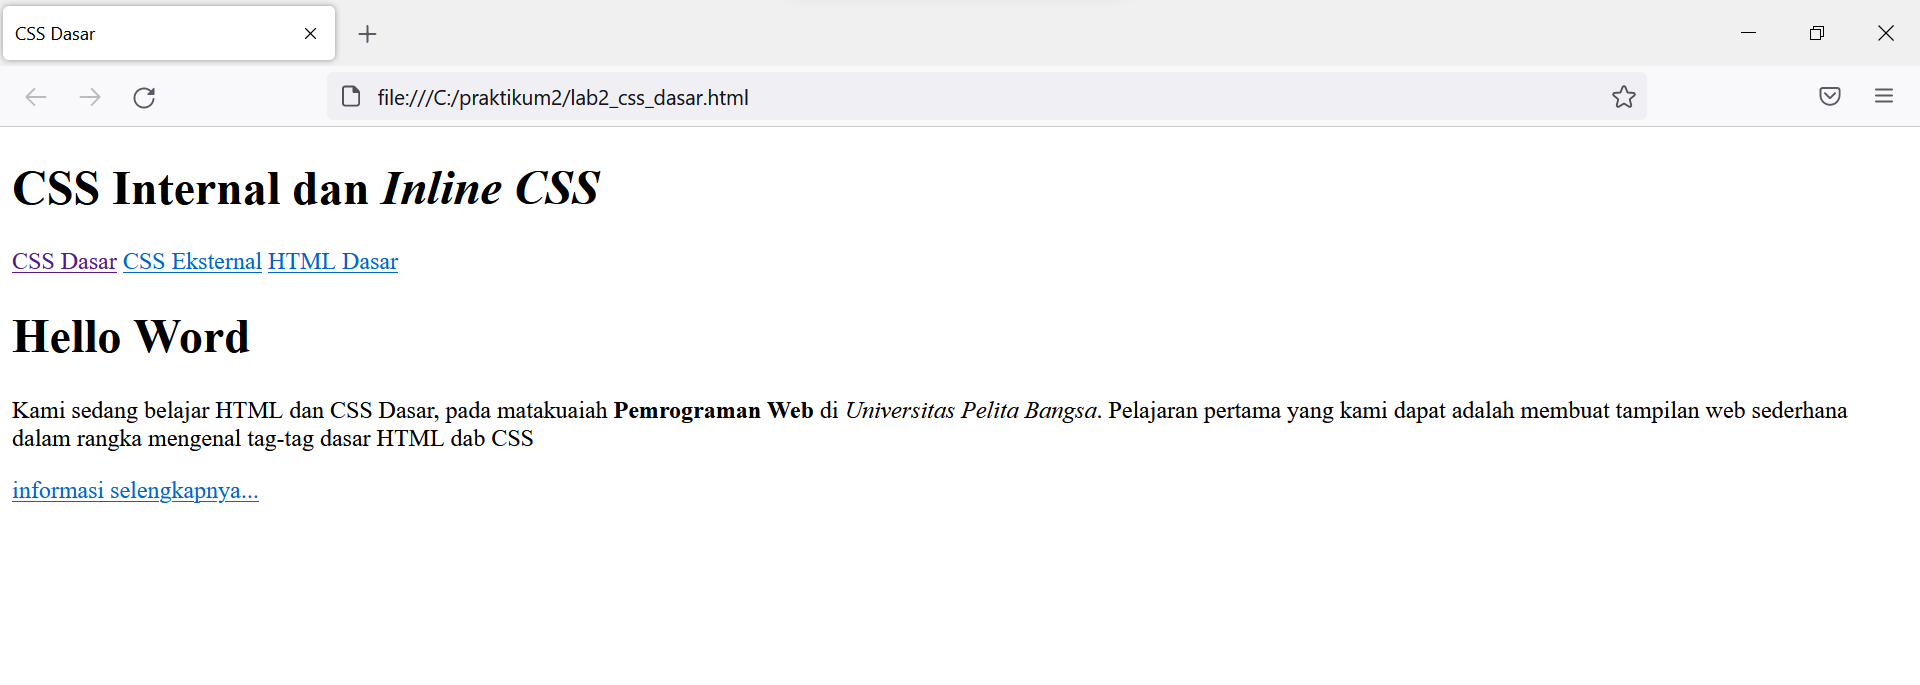 CSS Dasar
file:///C:/praktikum2/lab2_css_dasar.html
CSS Internal dan Inline CSS
CSS Dasar CSS Eksternal HTML Dasar
Hello Word
Kami sedang belajar HTML dan CSS Dasar, pada matakuaiah Pemrograman Web di Universitas Pelita Bangsa. Pelajaran pertama yang kami dapat adalah membuat tampilan web sederhana
dalam rangka mengenal tag-tag dasar HTML dab CSS
informasi selengkapnya...